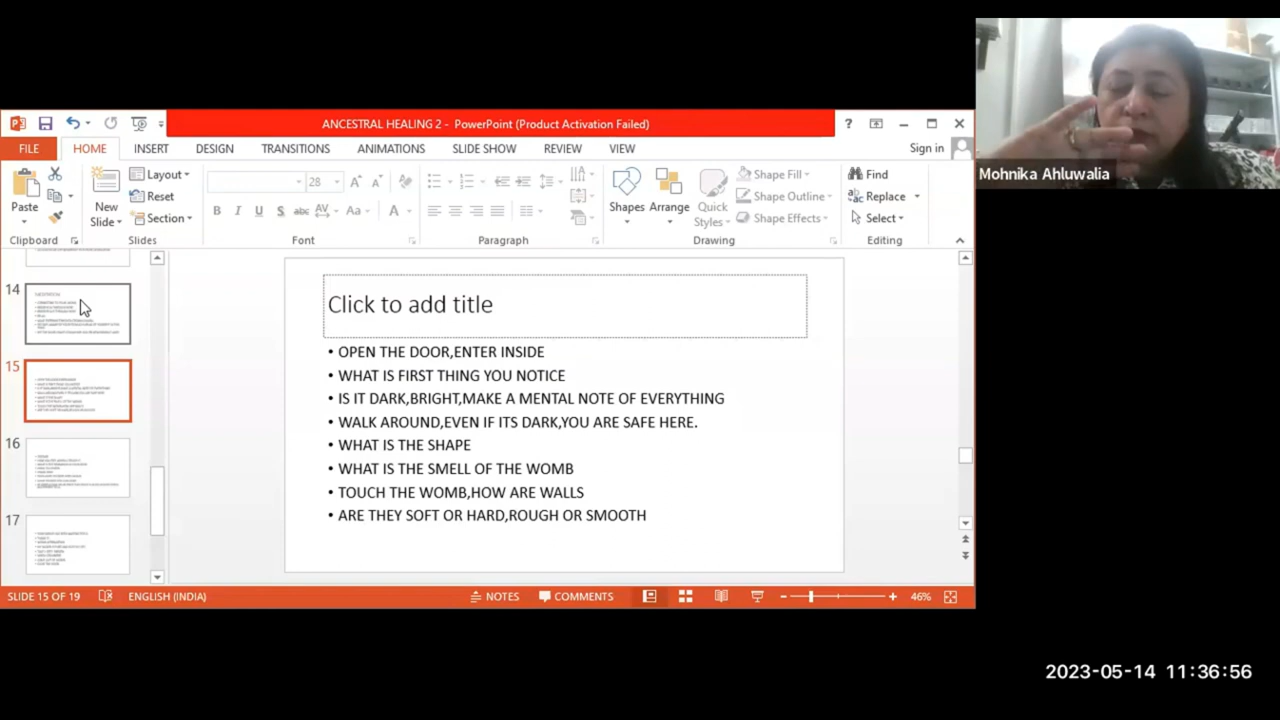 ANCESTRAL HEALING 2 - PowerPoint (Product Activation Failed)
?
FILE HOME INSERT DESIGN TRANSITIONS ANIMATIONS SLIDE SHOW REVIEW VIEW Sign in
Mohnika Ahluwalia
Paste
New Slide
Layout
Reset
Section
28
B I U S abc AV Aa A
Shapes
Arrange
Quick Styles
Shape Fill
Shape Outline
Shape Effects
Find
Replace
Select
Clipboard Slides Font Paragraph Drawing Editing
14
15
16
17
Click to add title
• OPEN THE DOOR,ENTER INSIDE
• WHAT IS FIRST THING YOU NOTICE
• IS IT DARK,BRIGHT,MAKE A MENTAL NOTE OF EVERYTHING
• WALK AROUND,EVEN IF ITS DARK,YOU ARE SAFE HERE.
• WHAT IS THE SHAPE
• WHAT IS THE SMELL OF THE WOMB
• TOUCH THE WOMB,HOW ARE WALLS
• ARE THEY SOFT OR HARD,ROUGH OR SMOOTH
SLIDE 15 OF 19 ENGLISH (INDIA) NOTES COMMENTS 46%
2023-05-14 11:36:56